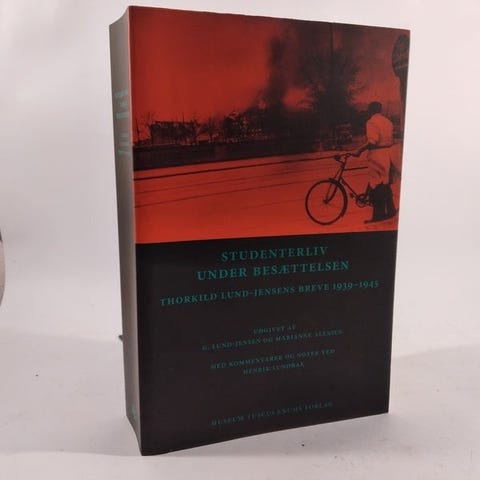 STUDENTERLIV
UNDER BESÆTTELSEN
THORKILD LUND-JENSENS BREVE 1939-1945
UDGIVET AF
G. LUND-JENSEN OG MARIANNE ALENIUS
MED KOMMENTARER OG NOTER VED
HENRIK LUNDBAK
MUSEUM TUSCULANUMS FORLAG